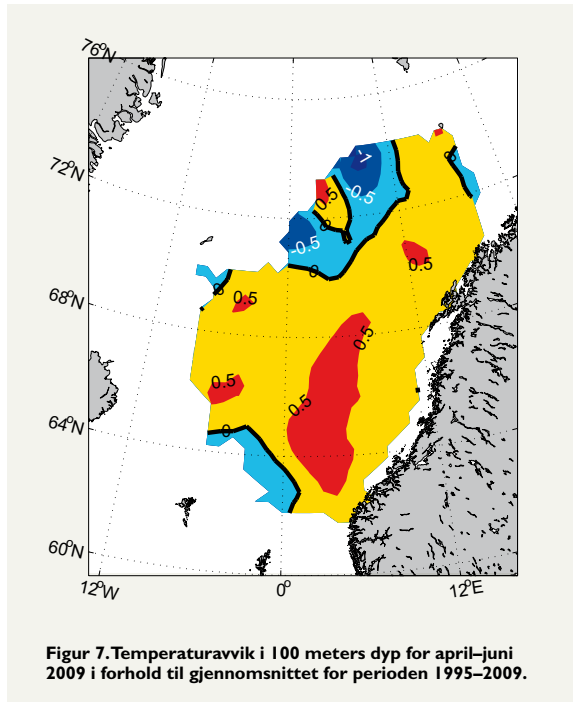 76°N
72°N
68°N
64°N
60°N
12°W
0°
12°E
-1
-0.5
0.5
0
0
-0.5
0
0
0
0.5
0.5
0.5
0.5
0.5
0
Figur 7. Temperaturavvik i 100 meters dyp for april–juni
2009 i forhold til gjennomsnittet for perioden 1995–2009.